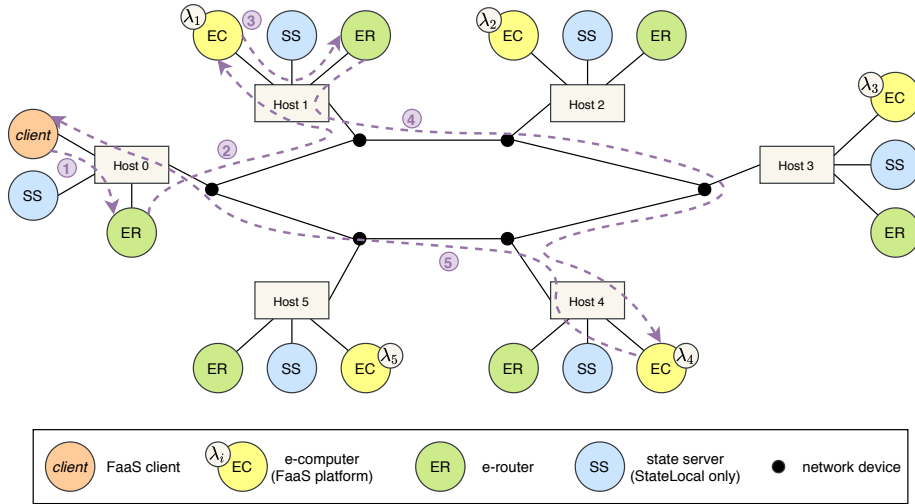 λ1
3
EC
SS
ER
λ2
EC
SS
ER
Host 1
Host 2
λ3
EC
client
4
2
1
Host 0
Host 3
SS
SS
ER
ER
5
Host 5
Host 4
ER
SS
EC
λ5
ER
SS
EC
λ4
client
FaaS client
λi
EC
e-computer
(FaaS platform)
ER
e-router
SS
state server
(StateLocal only)
network device